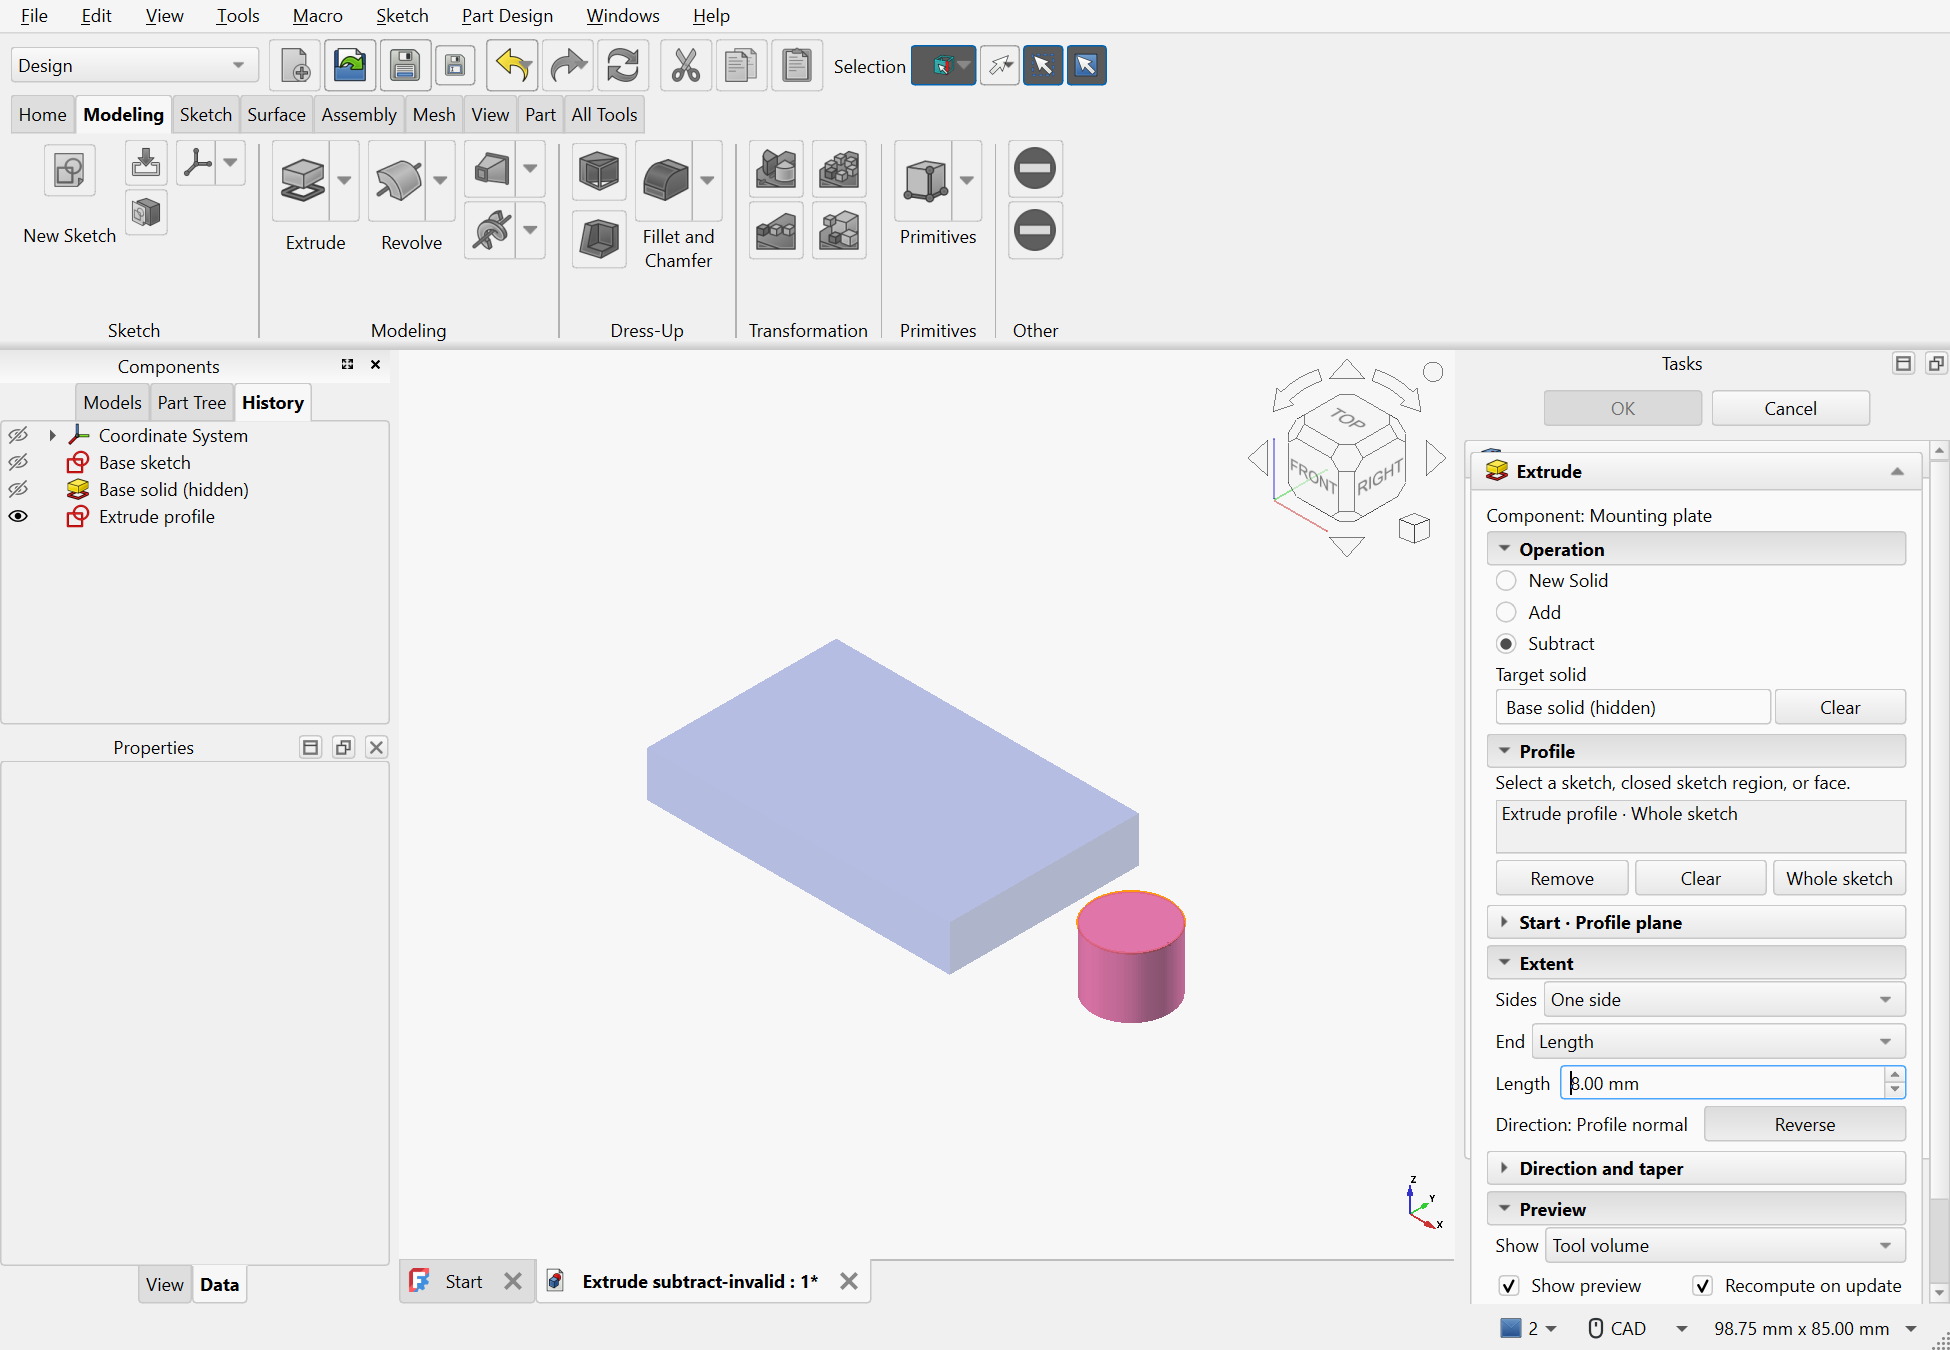 File Edit View Tools Macro Sketch Part Design Windows Help
Design Selection
Home Modeling Sketch Surface Assembly Mesh View Part All Tools
New Sketch Extrude Revolve Fillet and Chamfer Primitives
Sketch Modeling Dress-Up Transformation Primitives Other
Components
Models Part Tree History
Coordinate System
Base sketch
Base solid (hidden)
Extrude profile
Properties
View Data
TOP
FRONT RIGHT
Z
Y
X
Start Extrude subtract-invalid : 1*
Tasks
OK Cancel
Extrude
Component: Mounting plate
Operation
New Solid
Add
Subtract
Target solid
Base solid (hidden) Clear
Profile
Select a sketch, closed sketch region, or face.
Extrude profile · Whole sketch
Remove Clear Whole sketch
Start · Profile plane
Extent
Sides One side
End Length
Length 8.00 mm
Direction: Profile normal Reverse
Direction and taper
Preview
Show Tool volume
Show preview Recompute on update
2 CAD 98.75 mm x 85.00 mm